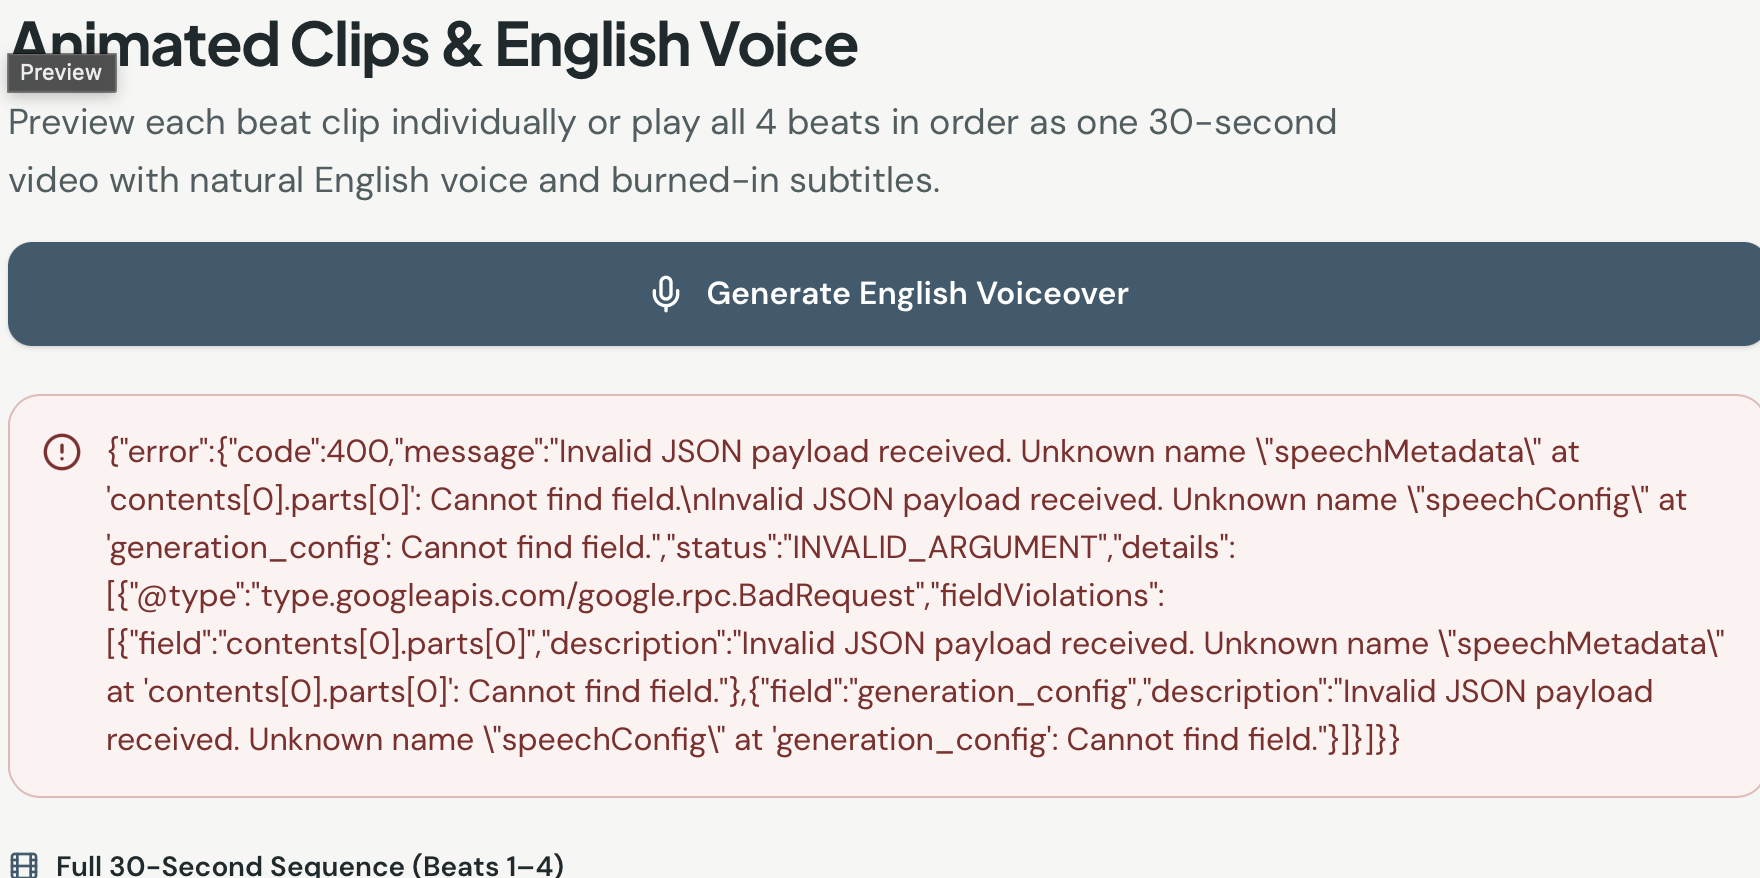 Animated Clips & English Voice
Preview
Preview each beat clip individually or play all 4 beats in order as one 30-second
video with natural English voice and burned-in subtitles.
Generate English Voiceover
{"error":{"code":400,"message":"Invalid JSON payload received. Unknown name \"speechMetadata\" at
'contents[0].parts[0]': Cannot find field.\nInvalid JSON payload received. Unknown name \"speechConfig\" at
'generation_config': Cannot find field.","status":"INVALID_ARGUMENT","details":
[{"@type":"type.googleapis.com/google.rpc.BadRequest","fieldViolations":
[{"field":"contents[0].parts[0]","description":"Invalid JSON payload received. Unknown name \"speechMetadata\"
at 'contents[0].parts[0]': Cannot find field."},{"field":"generation_config","description":"Invalid JSON payload
received. Unknown name \"speechConfig\" at 'generation_config': Cannot find field."}]}]}}
Full 30-Second Sequence (Beats 1–4)